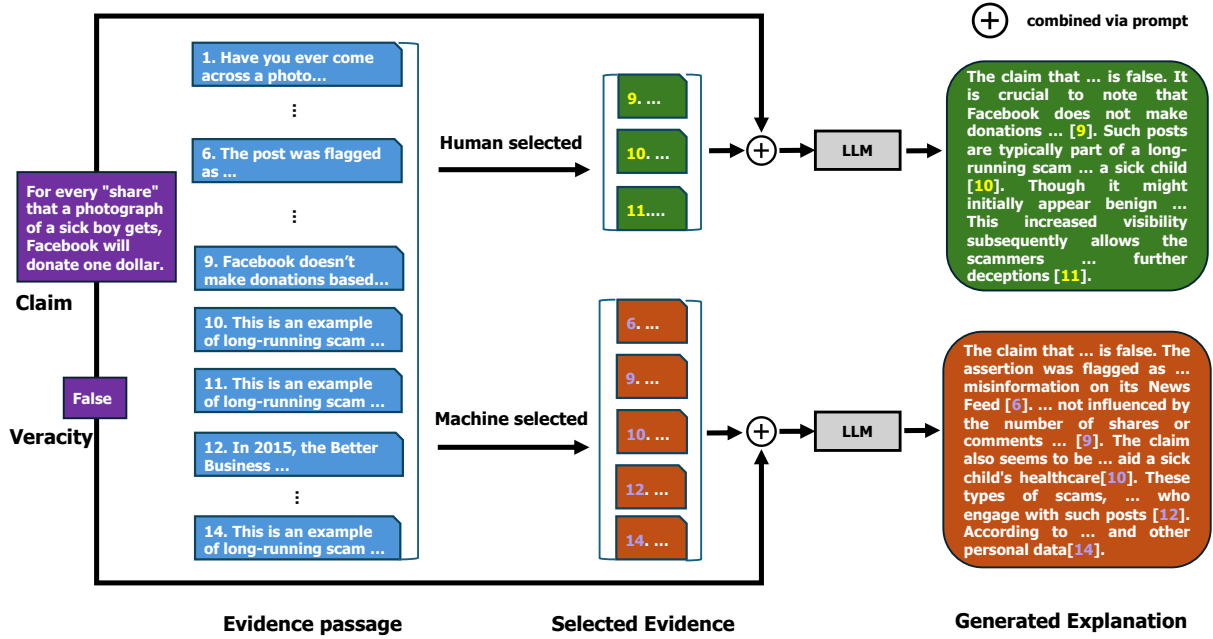 combined via prompt
1. Have you ever come
across a photo...
⋮
6. The post was flagged
as ...
⋮
9. Facebook doesn't
make donations based...
10. This is an example
of long-running scam ...
11. This is an example
of long-running scam ...
12. In 2015, the Better
Business ...
⋮
14. This is an example
of long-running scam ...
For every "share"
that a photograph
of a sick boy gets,
Facebook will
donate one dollar.
Claim
False
Veracity
Human selected
Machine selected
9. ...
10. ...
11....
6. ...
9. ...
10. ...
12. ...
14. ...
LLM
LLM
The claim that ... is false. It
is crucial to note that
Facebook does not make
donations ... [9]. Such posts
are typically part of a long-
running scam ... a sick child
[10]. Though it might
initially appear benign ...
This increased visibility
subsequently allows the
scammers ... further
deceptions [11].
The claim that ... is false. The
assertion was flagged as ...
misinformation on its News
Feed [6]. ... not influenced by
the number of shares or
comments ... [9]. The claim
also seems to be ... aid a sick
child's healthcare[10]. These
types of scams, ... who
engage with such posts [12].
According to ... and other
personal data[14].
Evidence passage
Selected Evidence
Generated Explanation